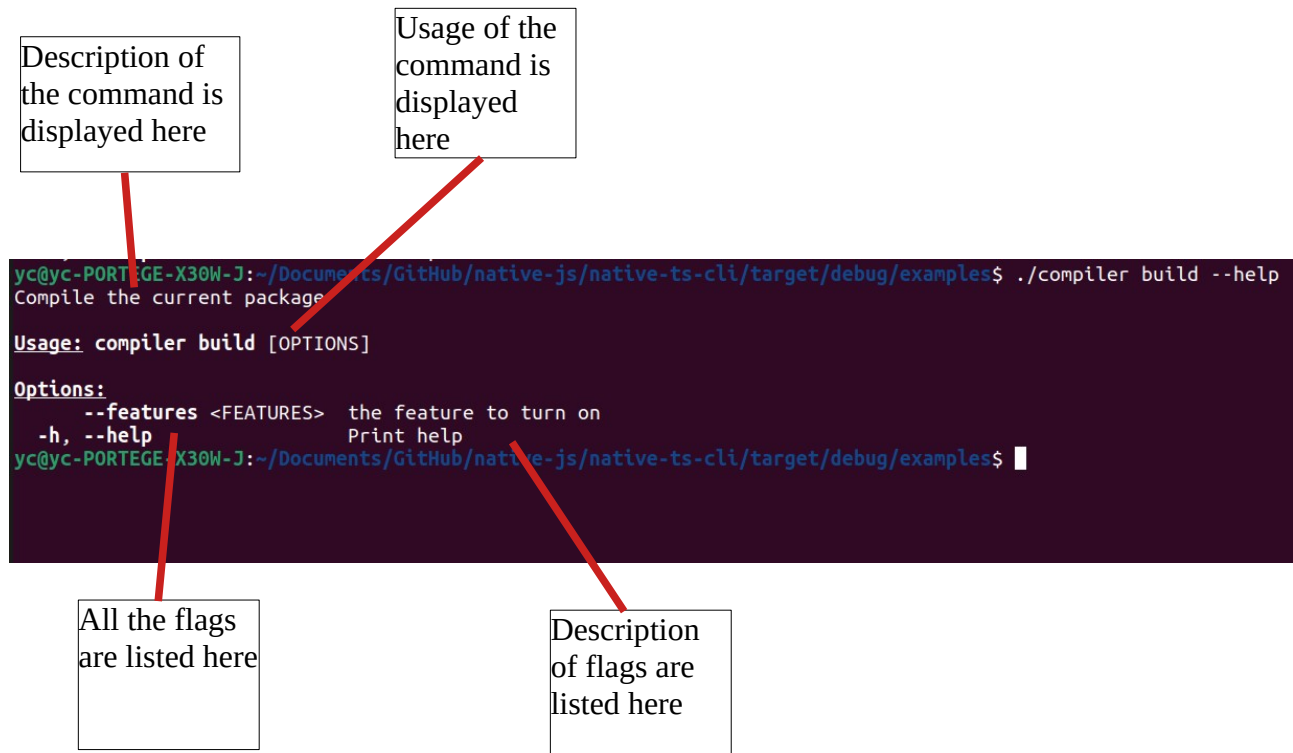 Description of
the command is
displayed here
Usage of the
command is
displayed
here
yc@yc-PORTEGE-X30W-J:~/Documents/GitHub/native-js/native-ts-cli/target/debug/examples$ ./compiler build --help
Compile the current package
Usage: compiler build [OPTIONS]
Options:
--features <FEATURES>  the feature to turn on
-h, --help  Print help
yc@yc-PORTEGE-X30W-J:~/Documents/GitHub/native-js/native-ts-cli/target/debug/examples$
All the flags
are listed here
Description
of flags are
listed here